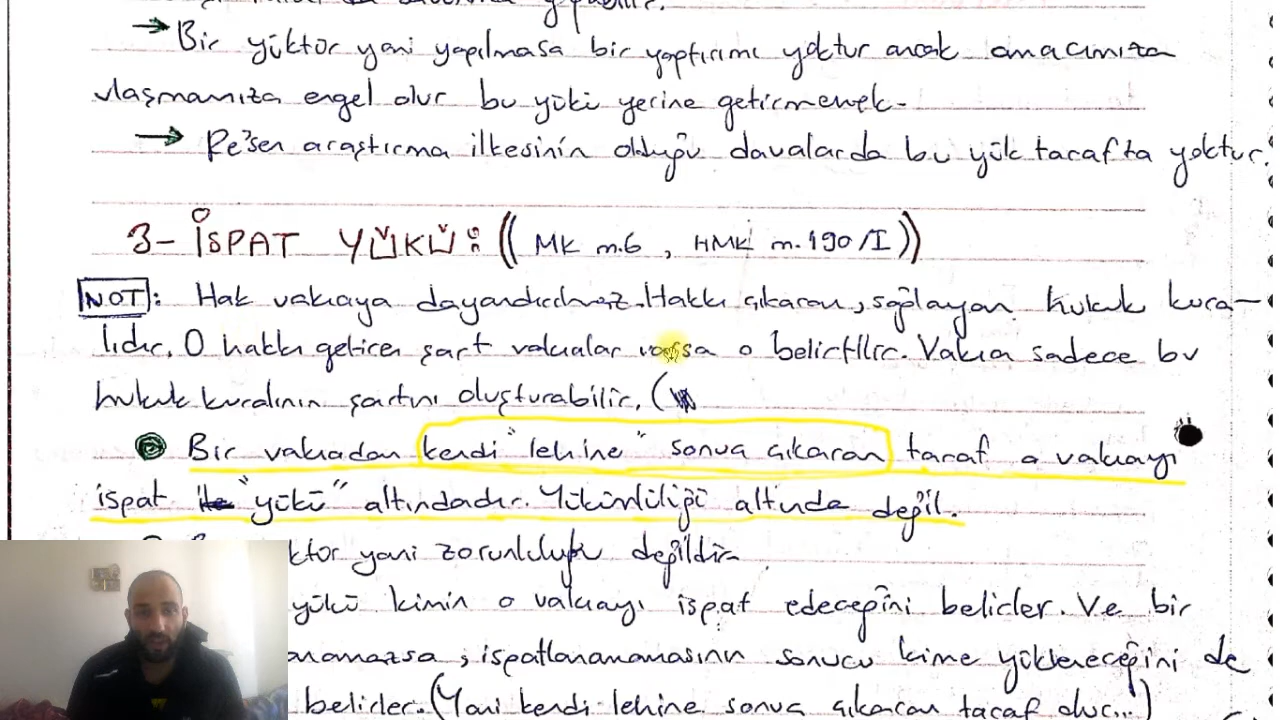 → Bir yüktür yani yapılmasa bir yaptırımı yoktur ancak amacımıza
ulaşmamıza engel olur bu yükü yerine getirmemek.
→ Re'sen araştırma ilkesinin olduğu davalarda bu yük tarafta yoktur.
3- İSPAT YÜKÜ: (( MK m.6 , HMK m.190/I ))
NOT: Hak vakıaya dayandırılmaz. Hakkı çıkaran, sağlayan hukuk kura-
lıdır. O hakkı getiren şart vakıalar varsa o belirtilir. Vakıa sadece bu
hukuk kuralının şartını oluşturabilir. (
Bir vakıadan kendi "lehine" sonuç çıkaran taraf o vakıayı
ispat "yükü" altındadır. Yükümlülüğü altında değil.
ktür yani zorunluluğu değildir
yükü kimin o vakıayı ispat edeceğini belirler. Ve bir
anamazsa, ispatlanamamasının sonucu kime yükleneceğini de
belirler. (Yani kendi lehine sonuç çıkaran taraf olur...)